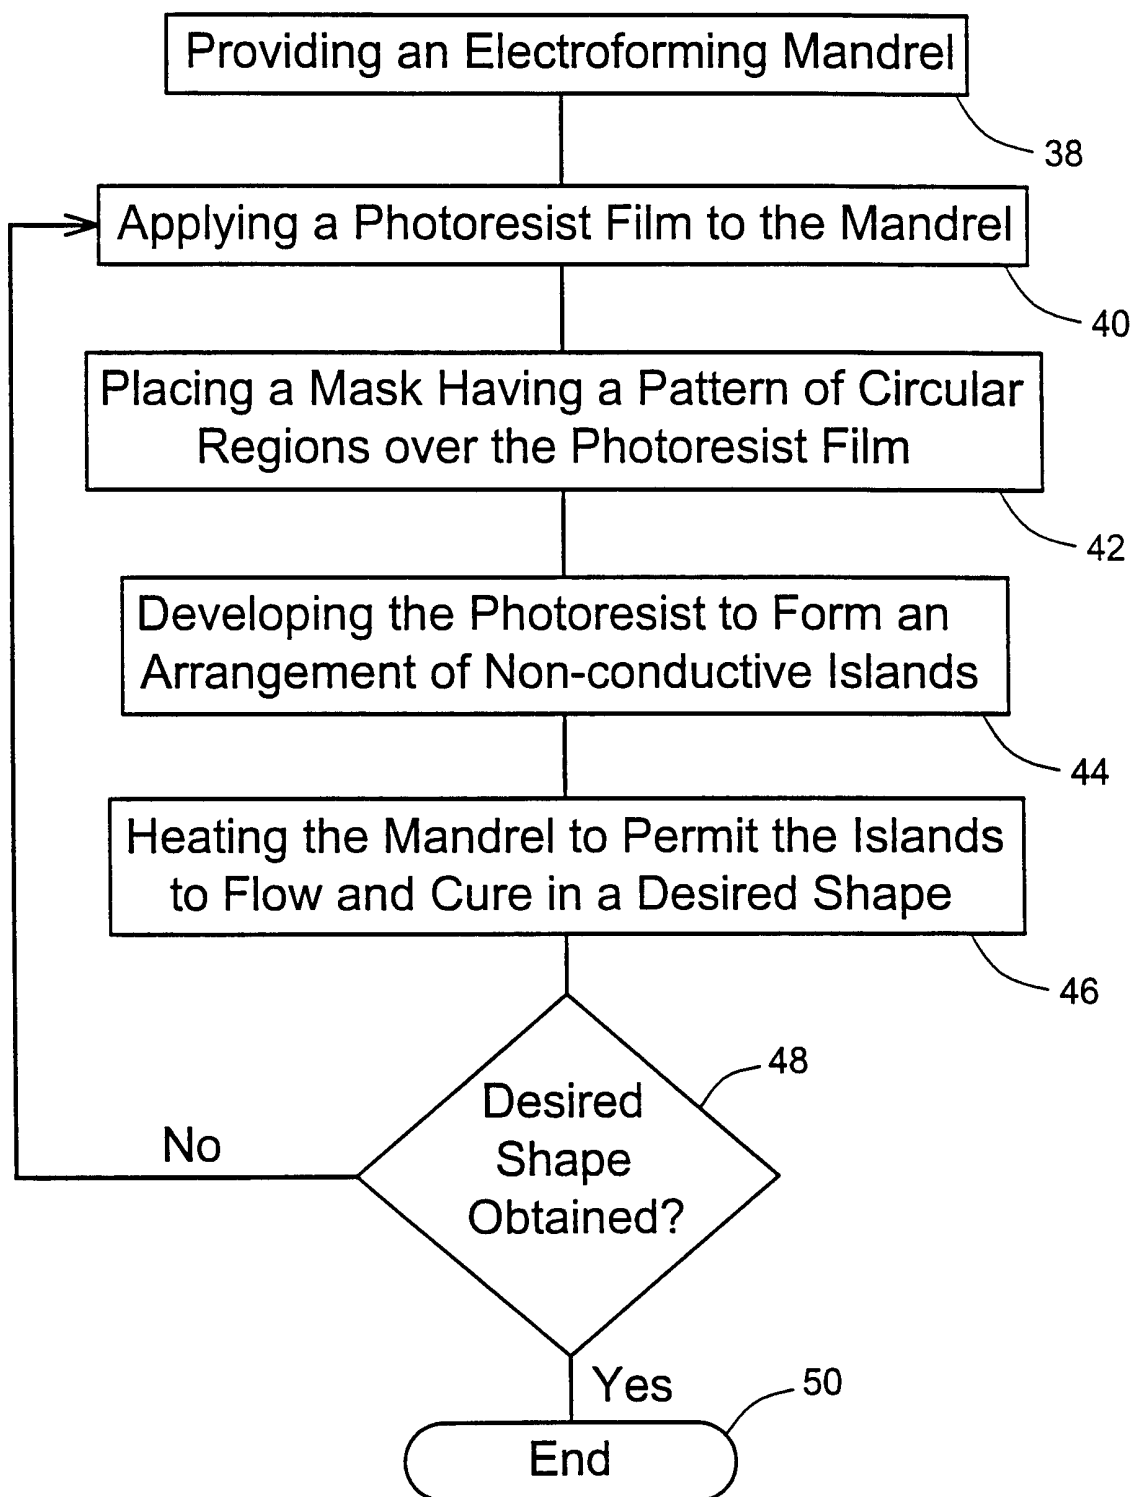 Providing an Electroforming Mandrel
38
Applying a Photoresist Film to the Mandrel
40
Placing a Mask Having a Pattern of Circular
Regions over the Photoresist Film
42
Developing the Photoresist to Form an
Arrangement of Non-conductive Islands
44
Heating the Mandrel to Permit the Islands
to Flow and Cure in a Desired Shape
46
48
Desired
Shape
Obtained?
No
Yes
50
End